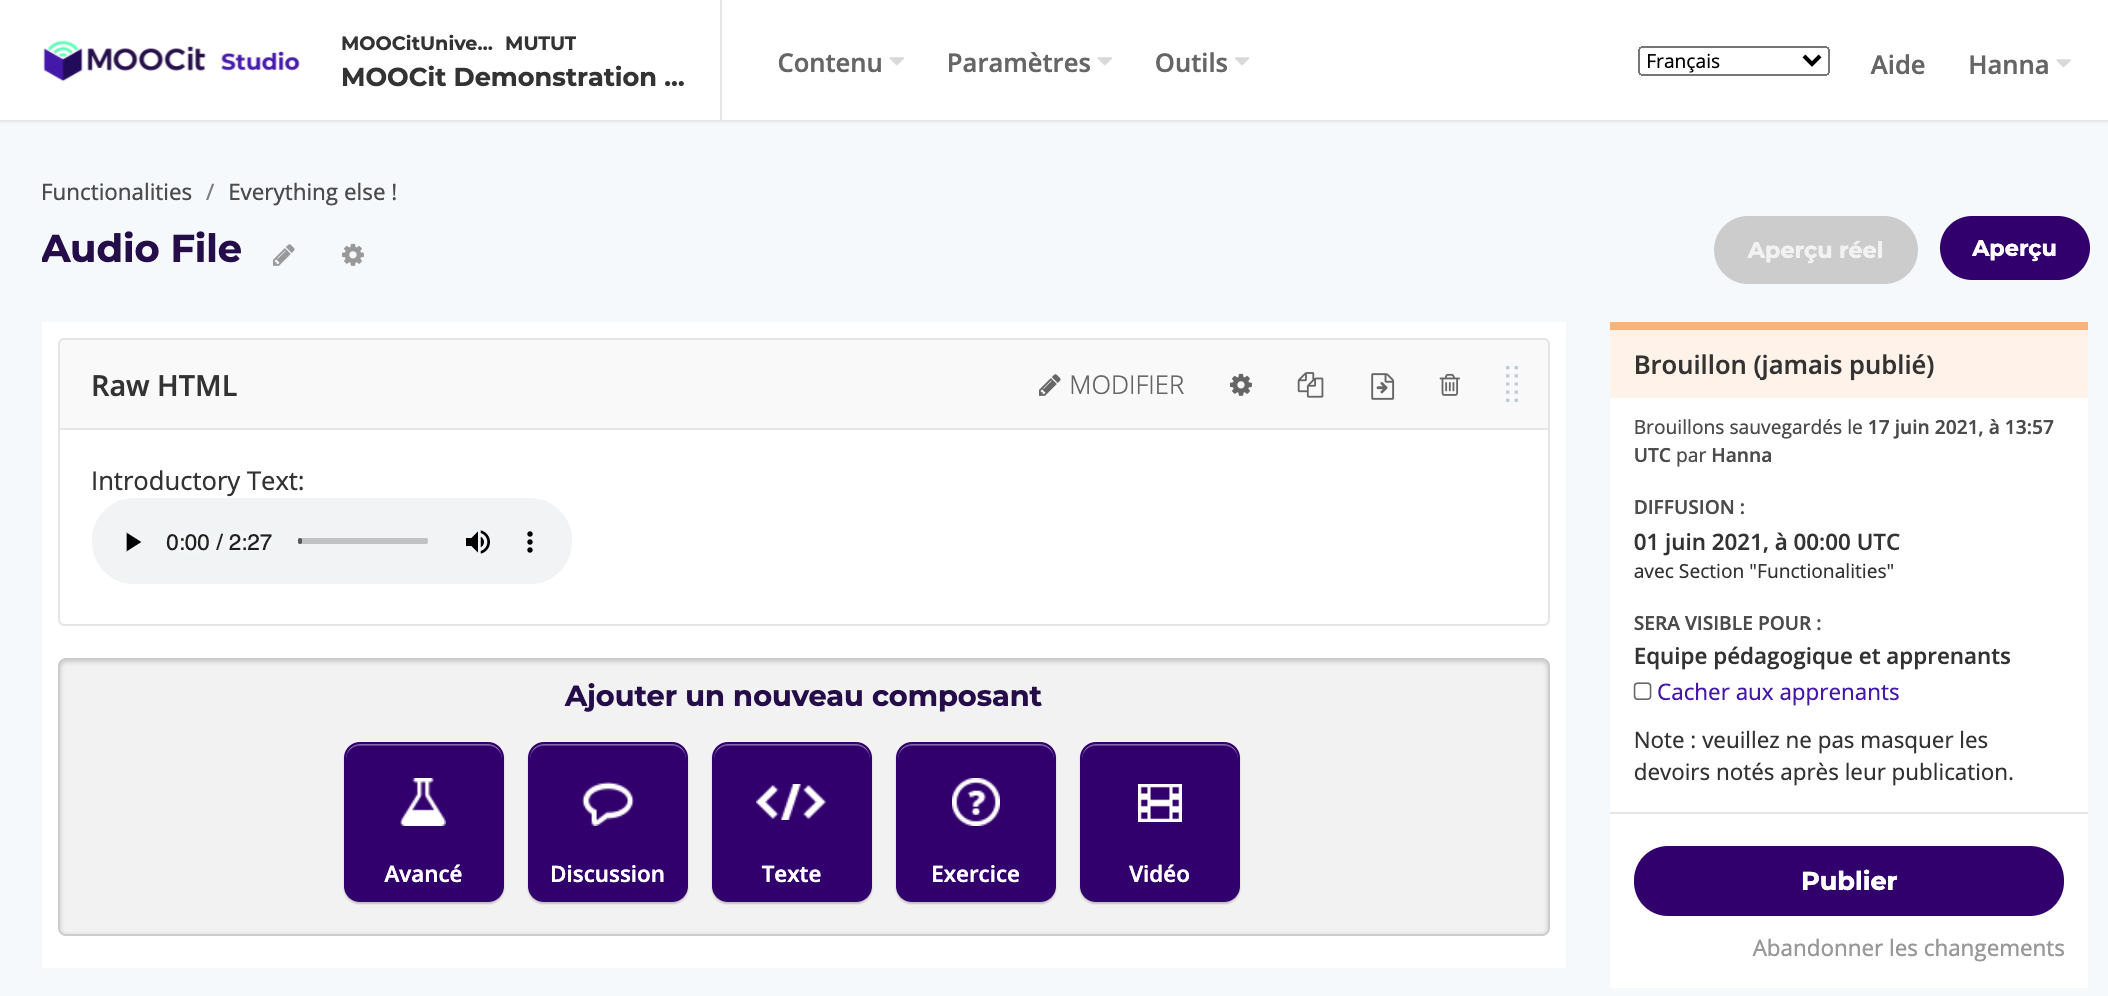 MOOCit Studio
MOOCitUnive... MUTUT
MOOCit Demonstration ...
Contenu
Paramètres
Outils
Français
Aide
Hanna
Functionalities / Everything else !
Audio File
Aperçu réel
Aperçu
Raw HTML
MODIFIER
Introductory Text:
0:00 / 2:27
Ajouter un nouveau composant
Avancé
Discussion
Texte
Exercice
Vidéo
Brouillon (jamais publié)
Brouillons sauvegardés le 17 juin 2021, à 13:57
UTC par Hanna
DIFFUSION :
01 juin 2021, à 00:00 UTC
avec Section "Functionalities"
SERA VISIBLE POUR :
Equipe pédagogique et apprenants
Cacher aux apprenants
Note : veuillez ne pas masquer les
devoirs notés après leur publication.
Publier
Abandonner les changements